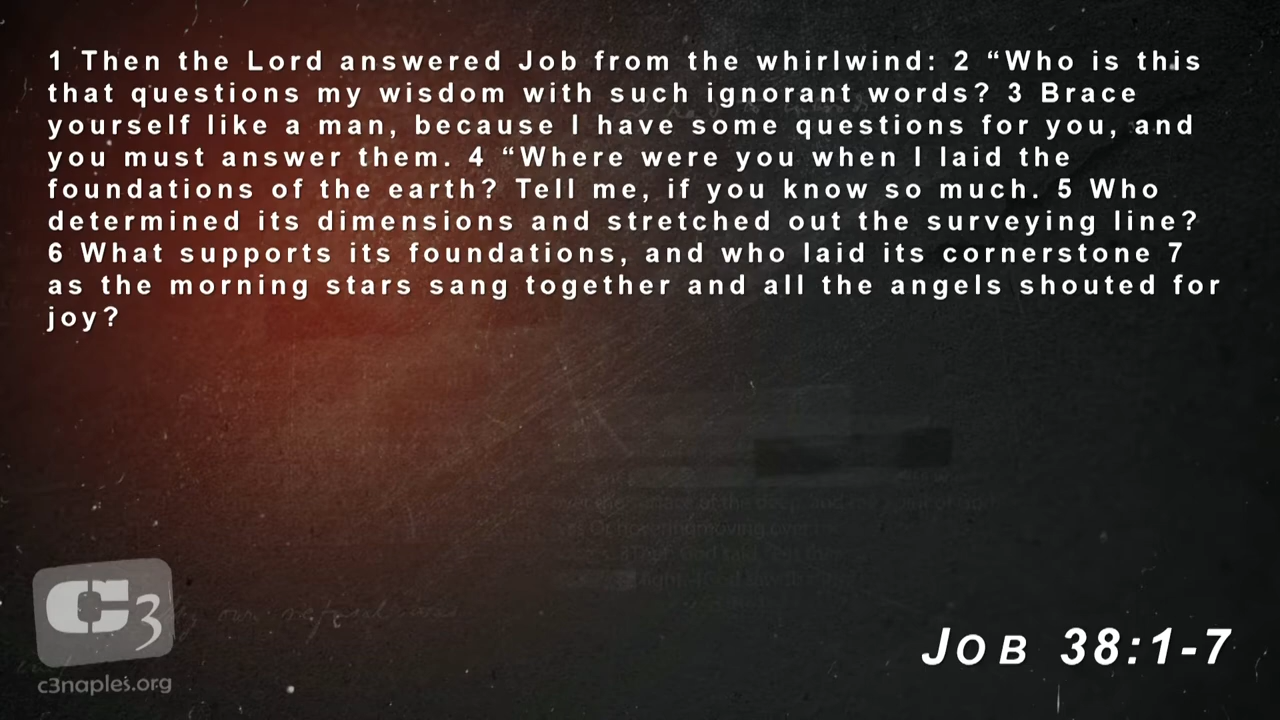 1 Then the Lord answered Job from the whirlwind: 2 “Who is this
that questions my wisdom with such ignorant words? 3 Brace
yourself like a man, because I have some questions for you, and
you must answer them. 4 “Where were you when I laid the
foundations of the earth? Tell me, if you know so much. 5 Who
determined its dimensions and stretched out the surveying line?
6 What supports its foundations, and who laid its cornerstone 7
as the morning stars sang together and all the angels shouted for
joy?
C3
c3naples.org
Job 38:1-7